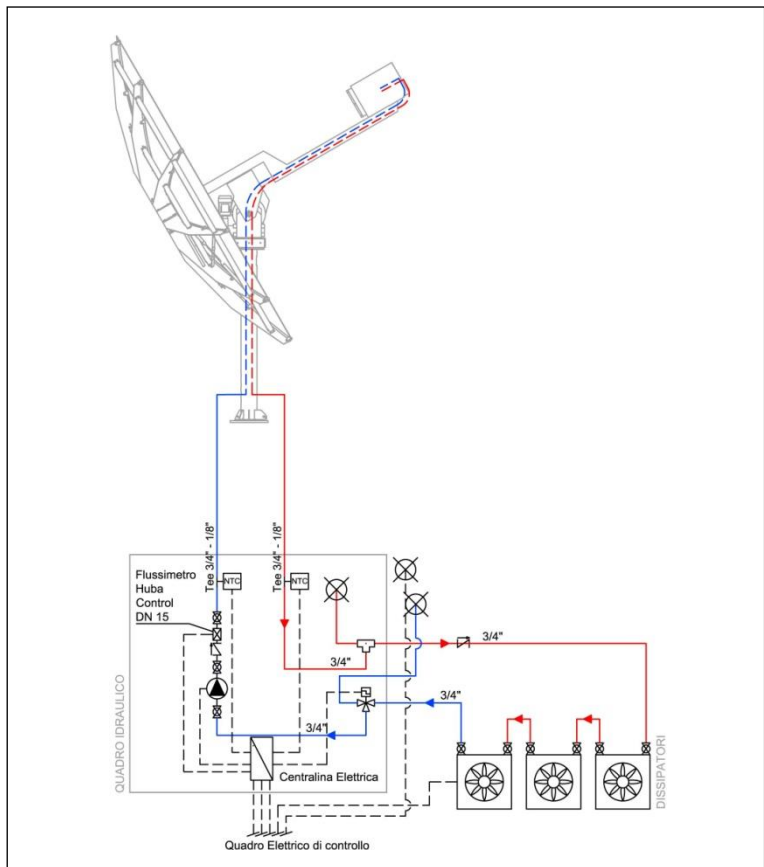 Tee 3/4" - 1/8"
Tee 3/4" - 1/8"
Flussimetro
Huba
Control
DN 15
NTC
NTC
3/4"
3/4"
3/4"
3/4"
QUADRO IDRAULICO
Centralina Elettrica
DISSIPATORI
Quadro Elettrico di controllo